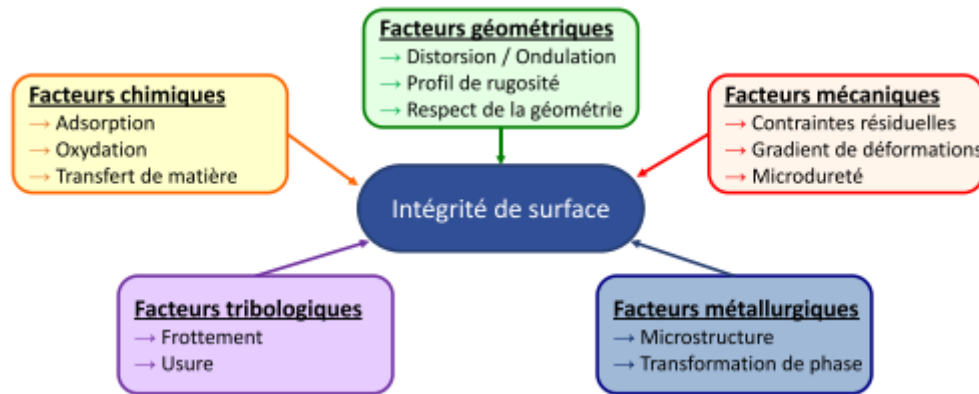 Facteurs géométriques
→ Distorsion / Ondulation
→ Profil de rugosité
→ Respect de la géométrie
Facteurs chimiques
→ Adsorption
→ Oxydation
→ Transfert de matière
Facteurs mécaniques
→ Contraintes résiduelles
→ Gradient de déformations
→ Microdureté
Intégrité de surface
Facteurs tribologiques
→ Frottement
→ Usure
Facteurs métallurgiques
→ Microstructure
→ Transformation de phase